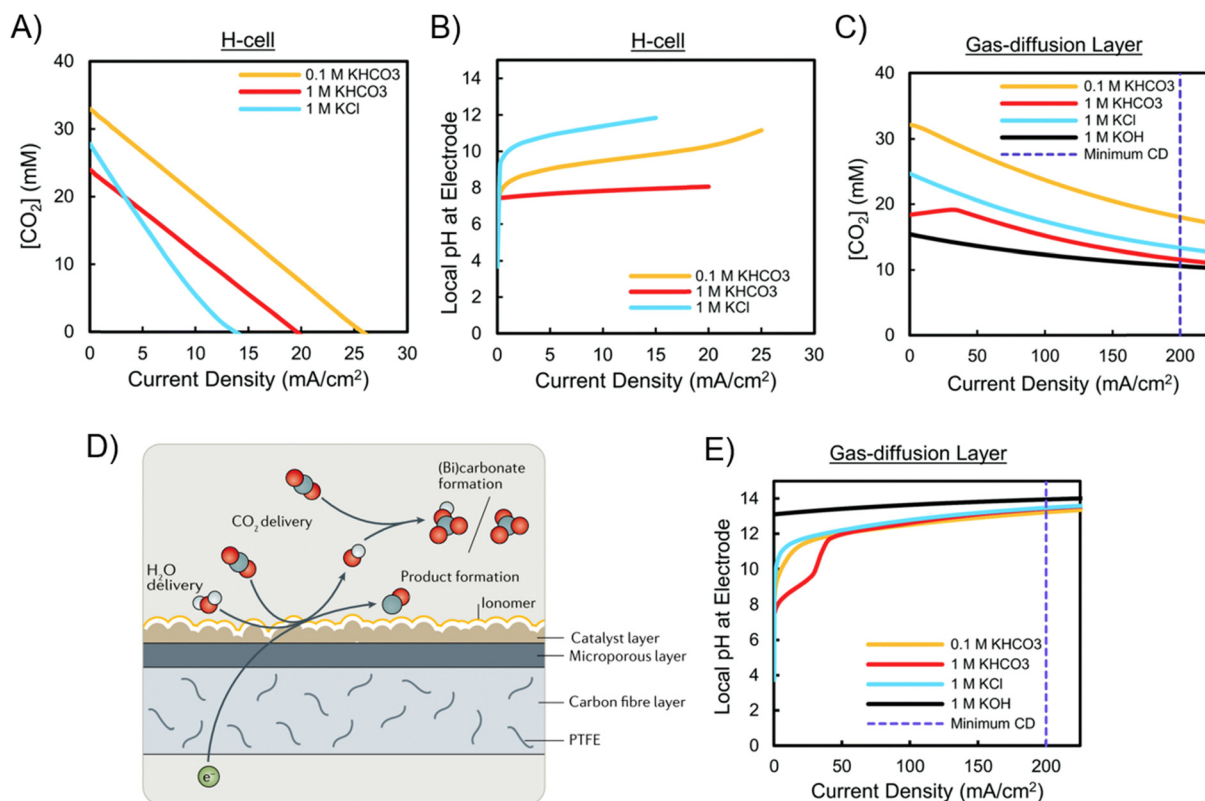 A)
H-cell
40
30
20
10
0
[CO₂] (mM)
0.1 M KHCO3
1 M KHCO3
1 M KCl
0 5 10 15 20 25 30
Current Density (mA/cm²)
B)
H-cell
14
12
10
8
6
4
2
0
Local pH at Electrode
0.1 M KHCO3
1 M KHCO3
1 M KCl
0 5 10 15 20 25 30
Current Density (mA/cm²)
C)
Gas-diffusion Layer
40
30
20
10
0
[CO₂] (mM)
0.1 M KHCO3
1 M KHCO3
1 M KCl
1 M KOH
Minimum CD
0 50 100 150 200
Current Density (mA/cm²)
D)
(Bi)carbonate
formation
CO₂ delivery
H₂O
delivery
Product formation
Ionomer
Catalyst layer
Microporous layer
Carbon fibre layer
PTFE
e⁻
E)
Gas-diffusion Layer
14
12
10
8
6
4
2
0
Local pH at Electrode
0.1 M KHCO3
1 M KHCO3
1 M KCl
1 M KOH
Minimum CD
0 50 100 150 200
Current Density (mA/cm²)